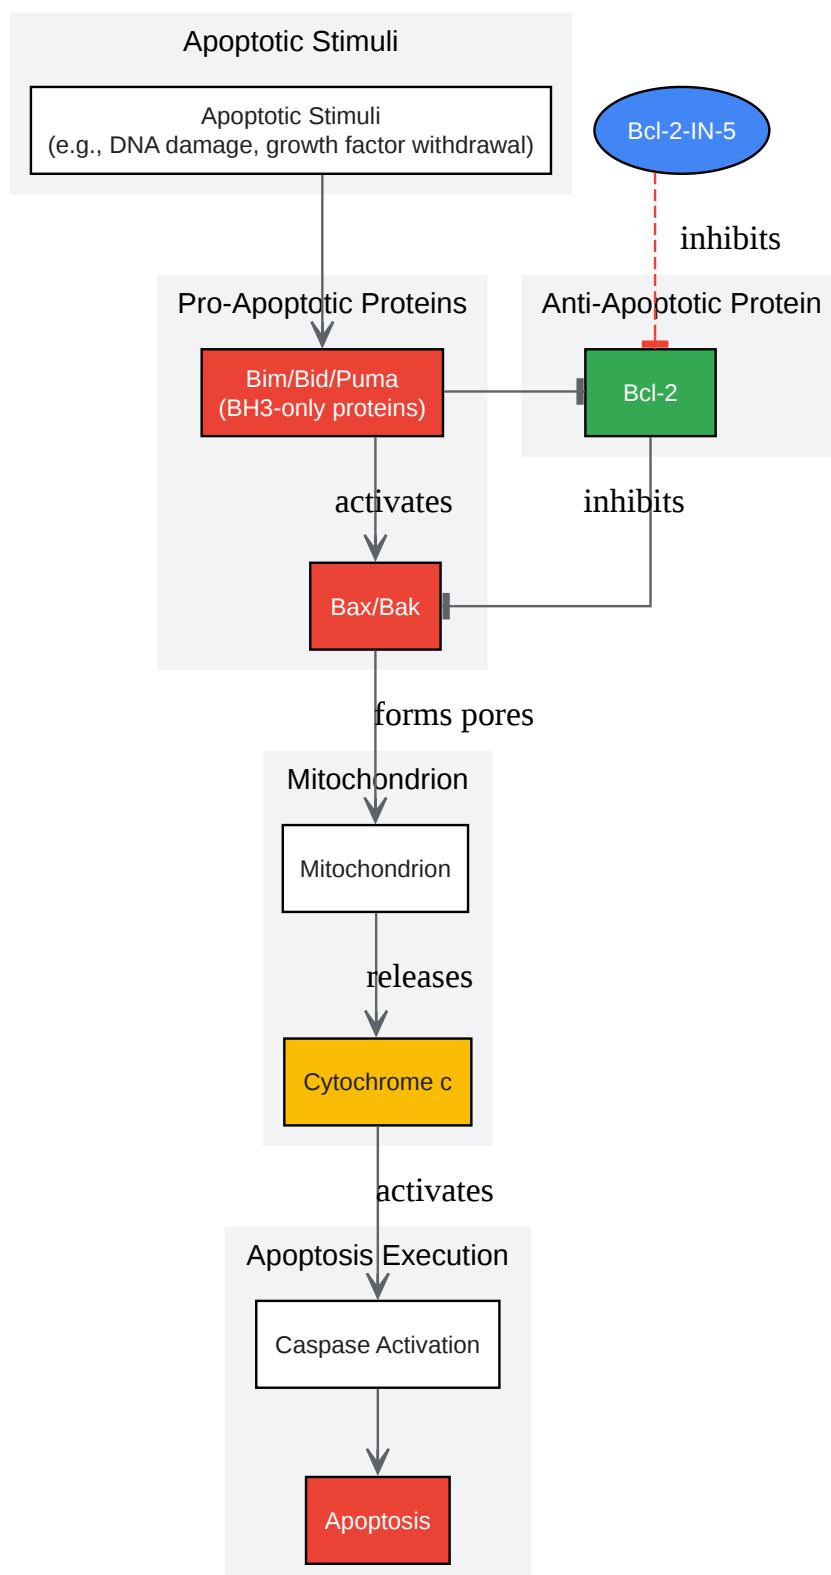 Apoptotic Stimuli
Apoptotic Stimuli
(e.g., DNA damage, growth factor withdrawal)
Bcl-2-IN-5
inhibits
Pro-Apoptotic Proteins
Anti-Apoptotic Protein
Bim/Bid/Puma
(BH3-only proteins)
Bcl-2
activates
inhibits
Bax/Bak
forms pores
Mitochondrion
Mitochondrion
releases
Cytochrome c
activates
Apoptosis Execution
Caspase Activation
Apoptosis